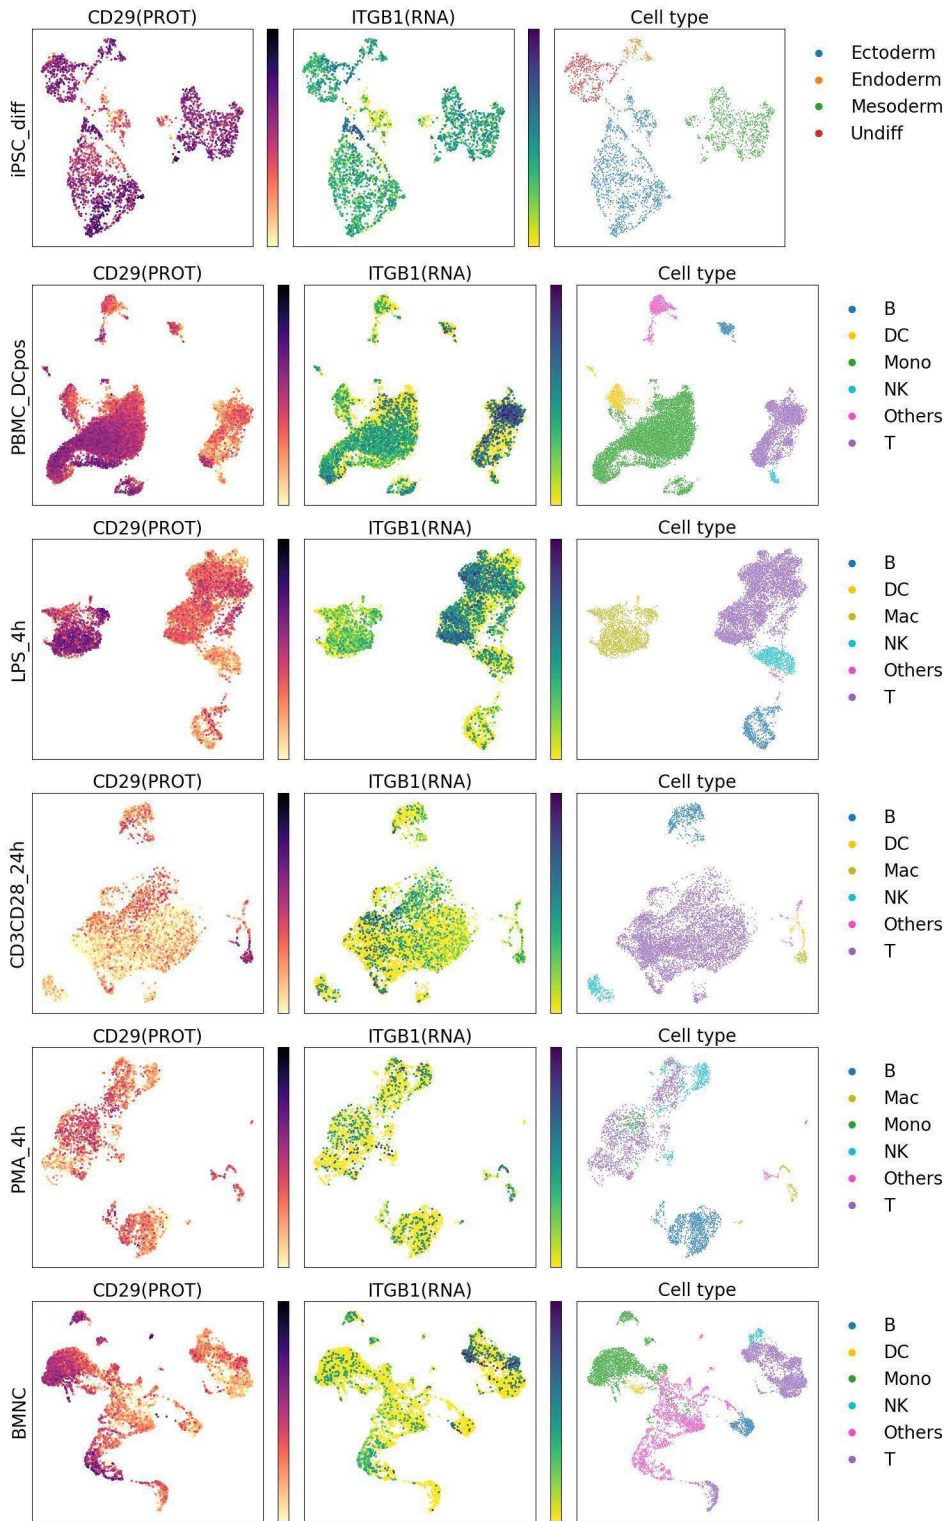 CD29(PROT) ITGB1(RNA) Cell type
iPSC_diff
Ectoderm
Endoderm
Mesoderm
Undiff
CD29(PROT) ITGB1(RNA) Cell type
PBMC_DCpos
B
DC
Mono
NK
Others
T
CD29(PROT) ITGB1(RNA) Cell type
LPS_4h
B
DC
Mac
NK
Others
T
CD29(PROT) ITGB1(RNA) Cell type
CD3CD28_24h
B
DC
Mac
NK
Others
T
CD29(PROT) ITGB1(RNA) Cell type
PMA_4h
B
Mac
Mono
NK
Others
T
CD29(PROT) ITGB1(RNA) Cell type
BMNC
B
DC
Mono
NK
Others
T